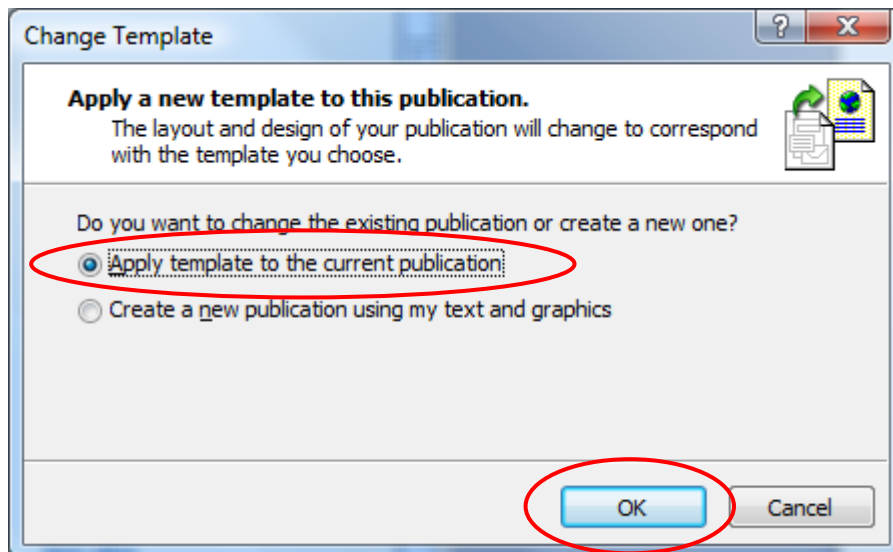 Change Template
Apply a new template to this publication.
The layout and design of your publication will change to correspond
with the template you choose.
Do you want to change the existing publication or create a new one?
Apply template to the current publication
Create a new publication using my text and graphics
OK
Cancel